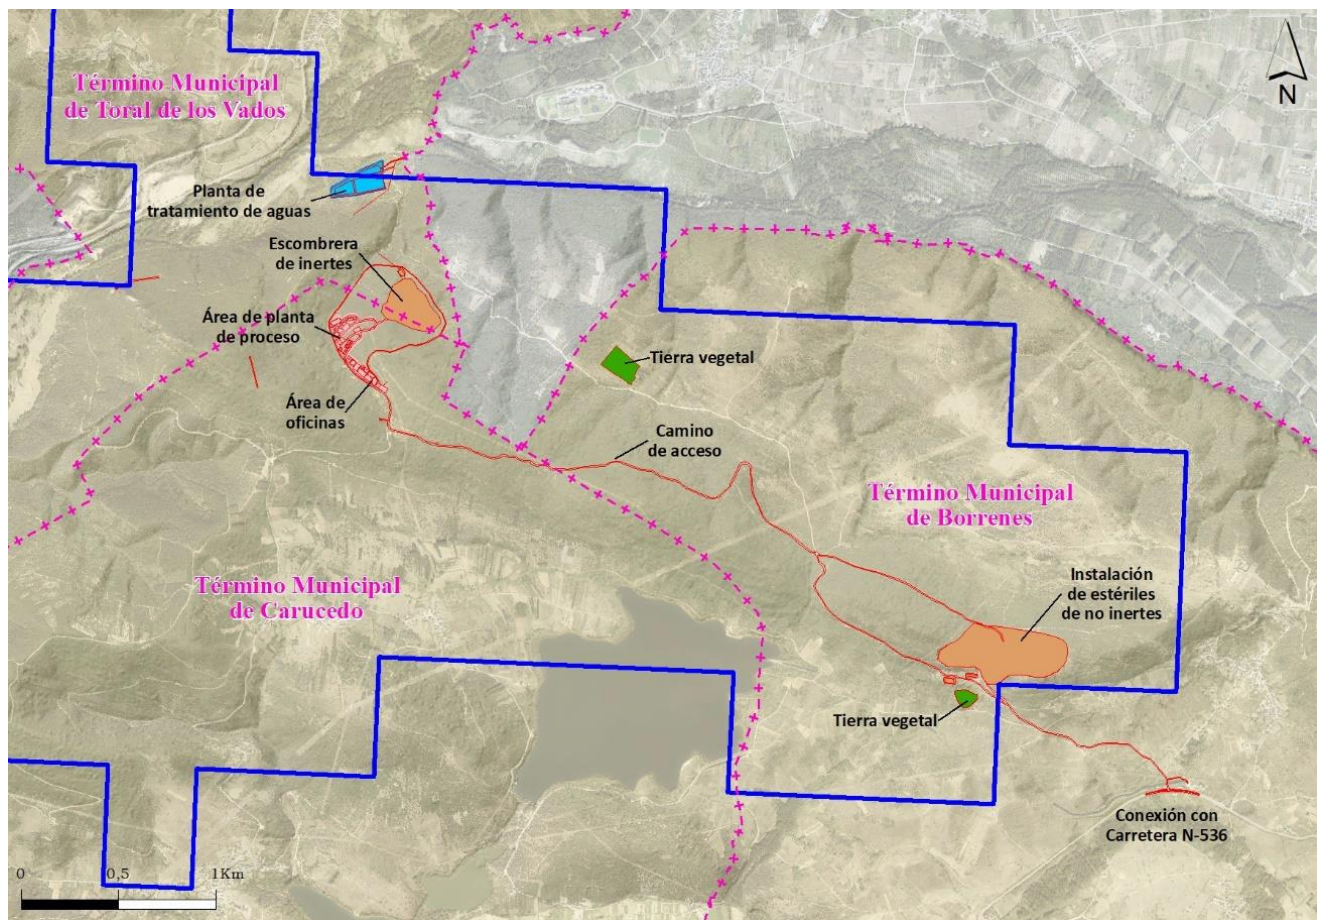 Término Municipal
de Toral de los Vados
N
Planta de
tratamiento de aguas
Escombrera
de inertes
Área de planta
de proceso
Tierra vegetal
Área de
oficinas
Camino
de acceso
Término Municipal
de Borrenes
Término Municipal
de Carucedo
Instalación
de estériles
de no inertes
Tierra vegetal
Conexión con
Carretera N-536
0 0,5 1Km